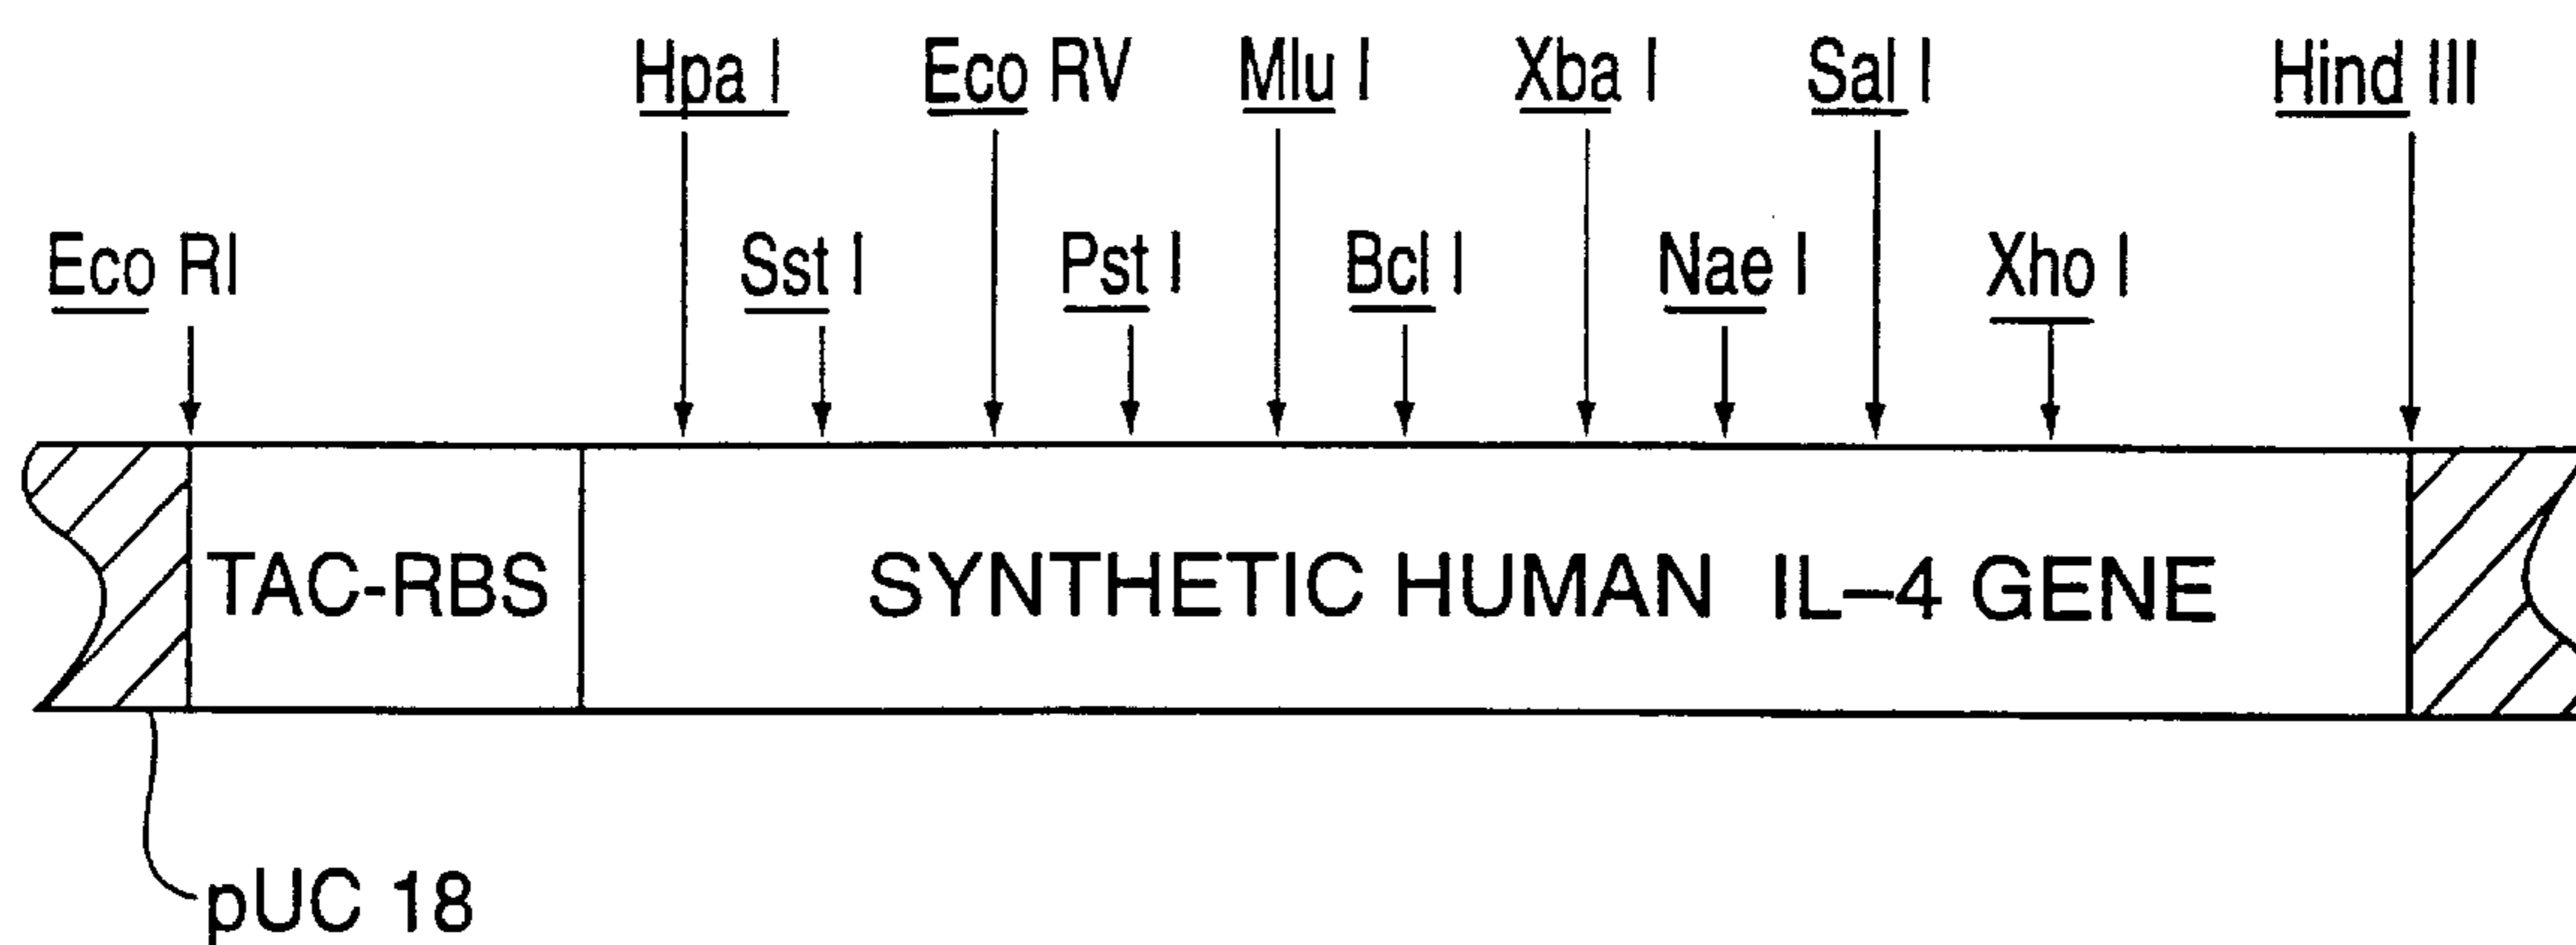 Hpa I Eco RV Mlu I Xba I Sal I Hind III
Eco RI Sst I Pst I Bcl I Nae I Xho I
TAC-RBS SYNTHETIC HUMAN IL–4 GENE
pUC 18